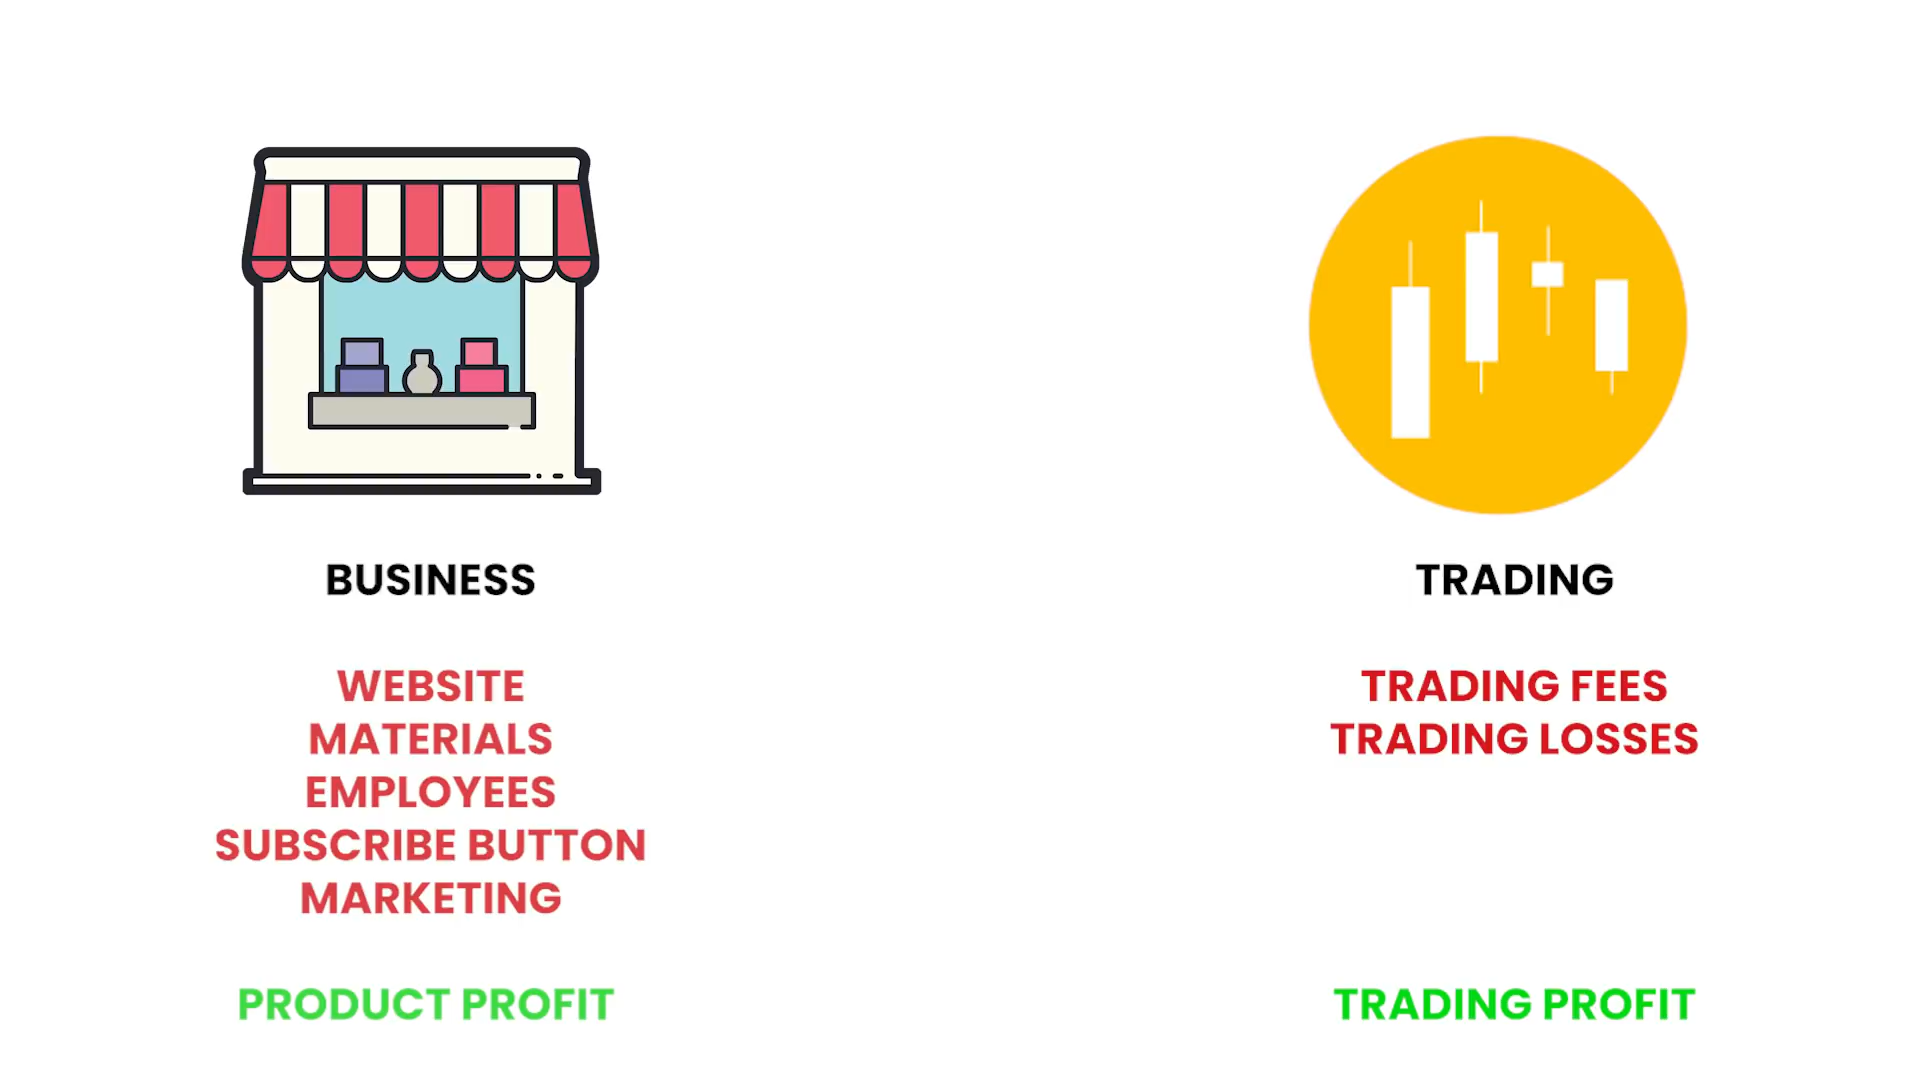 BUSINESS
WEBSITE
MATERIALS
EMPLOYEES
SUBSCRIBE BUTTON
MARKETING
PRODUCT PROFIT
TRADING
TRADING FEES
TRADING LOSSES
TRADING PROFIT